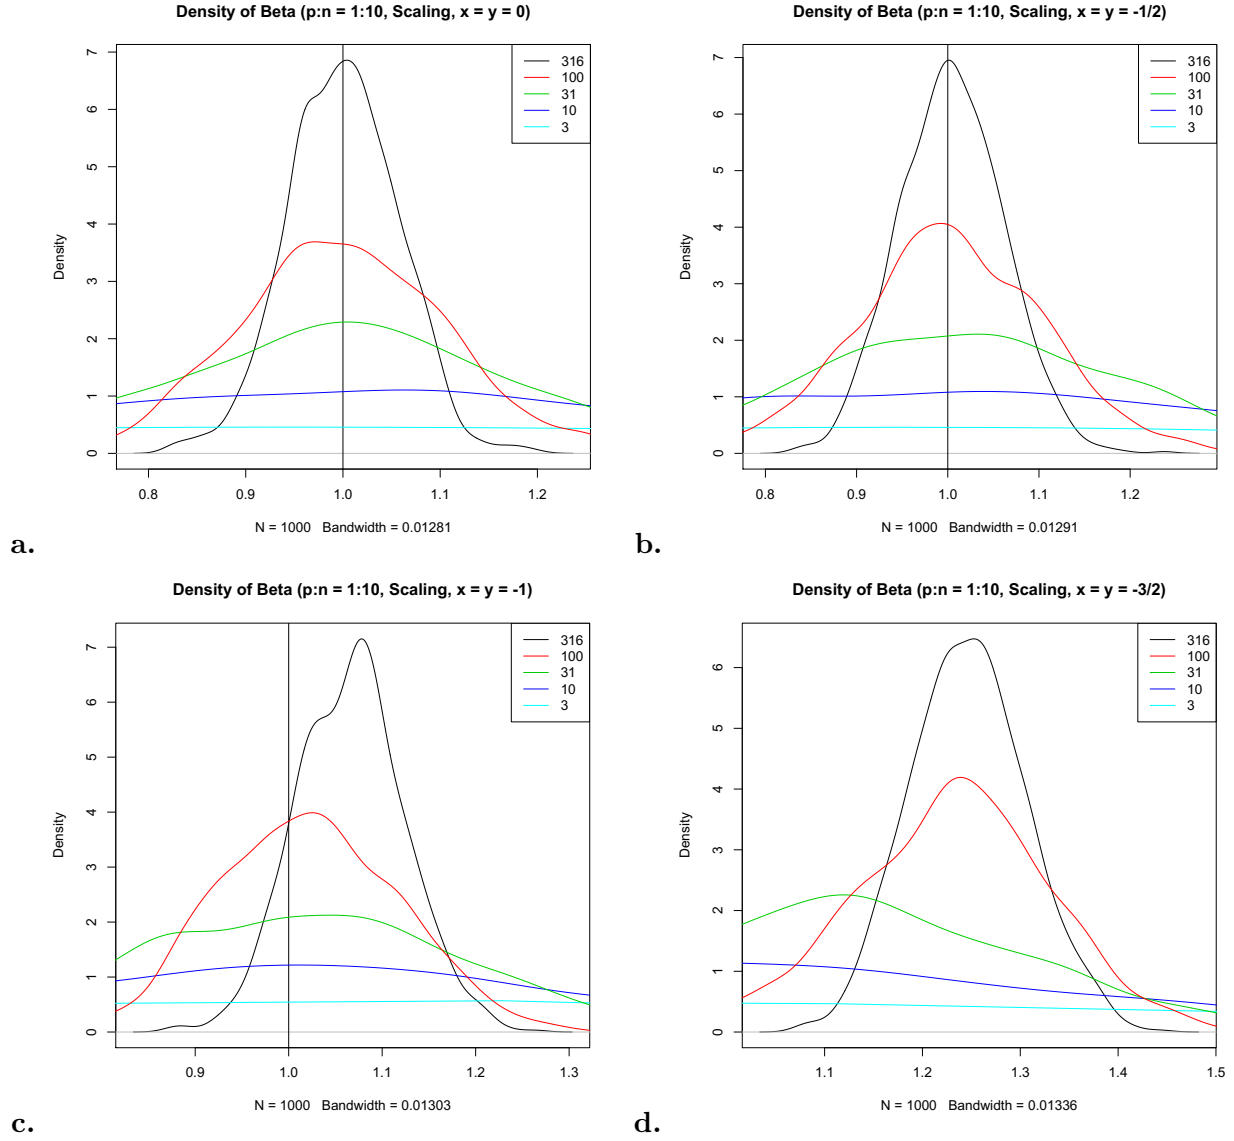 Density of Beta (p:n = 1:10, Scaling, x = y = 0)
Density
0 1 2 3 4 5 6 7
316
100
31
10
3
0.8 0.9 1.0 1.1 1.2
N = 1000 Bandwidth = 0.01281
a.
Density of Beta (p:n = 1:10, Scaling, x = y = -1/2)
Density
0 1 2 3 4 5 6 7
316
100
31
10
3
0.8 0.9 1.0 1.1 1.2
N = 1000 Bandwidth = 0.01291
b.
Density of Beta (p:n = 1:10, Scaling, x = y = -1)
Density
0 1 2 3 4 5 6 7
316
100
31
10
3
0.9 1.0 1.1 1.2 1.3
N = 1000 Bandwidth = 0.01303
c.
Density of Beta (p:n = 1:10, Scaling, x = y = -3/2)
Density
0 1 2 3 4 5 6
316
100
31
10
3
1.1 1.2 1.3 1.4 1.5
N = 1000 Bandwidth = 0.01336
d.